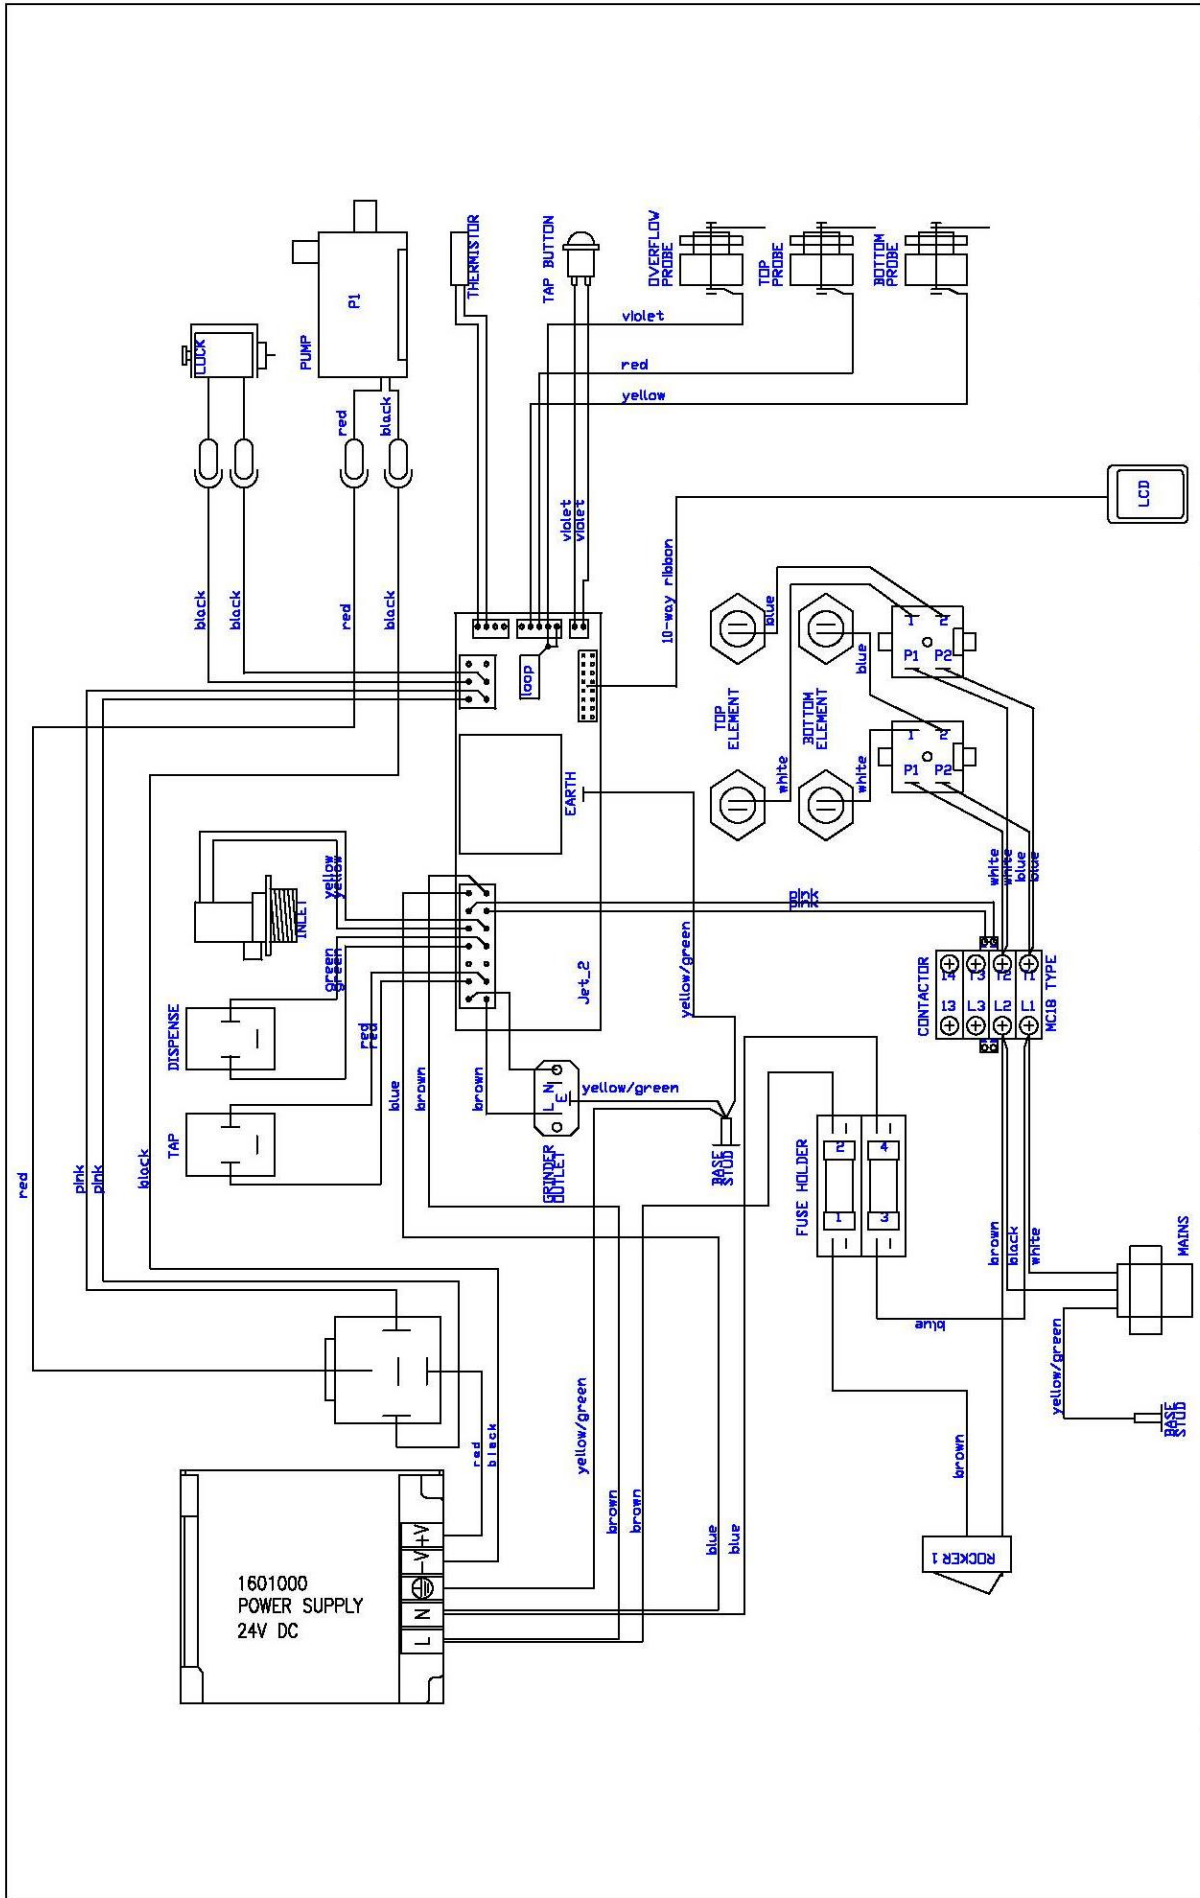 LOCK
PUMP
P1
THERMISTOR
TAP BUTTON
OVERFLOW
PROBE
TOP
PROBE
BOTTOM
PROBE
violet
red
yellow
red
black
black
black
red
black
violet
violet
10-way ribbon
LCD
loop
EARTH
Jet_2
TOP
ELEMENT
BOTTOM
ELEMENT
blue
blue
white
white
1
2
P1
P2
1
2
P1
P2
white
white
blue
blue
yellow
yellow
INLET
green
green
DISPENSE
red
red
TAP
pink
yellow/green
CONTACTOR
MC18 TYPE
14
T3
T2
T1
13
L3
L2
L1
blue
brown
brown
L
N
E
GRINDER
OUTLET
yellow/green
BASE
STUD
FUSE HOLDER
2
4
1
3
brown
black
white
MAINS
blue
yellow/green
BASE
STUD
brown
ROCKER 1
red
pink
pink
black
red
black
yellow/green
brown
brown
blue
blue
1601000
POWER SUPPLY
24V DC
+V
-V
N
L